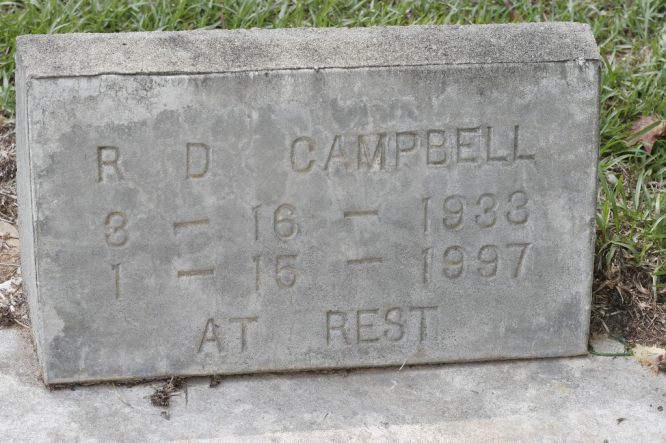 R D CAMPBELL
3 - 16 - 1933
1 - 15 - 1997
AT REST